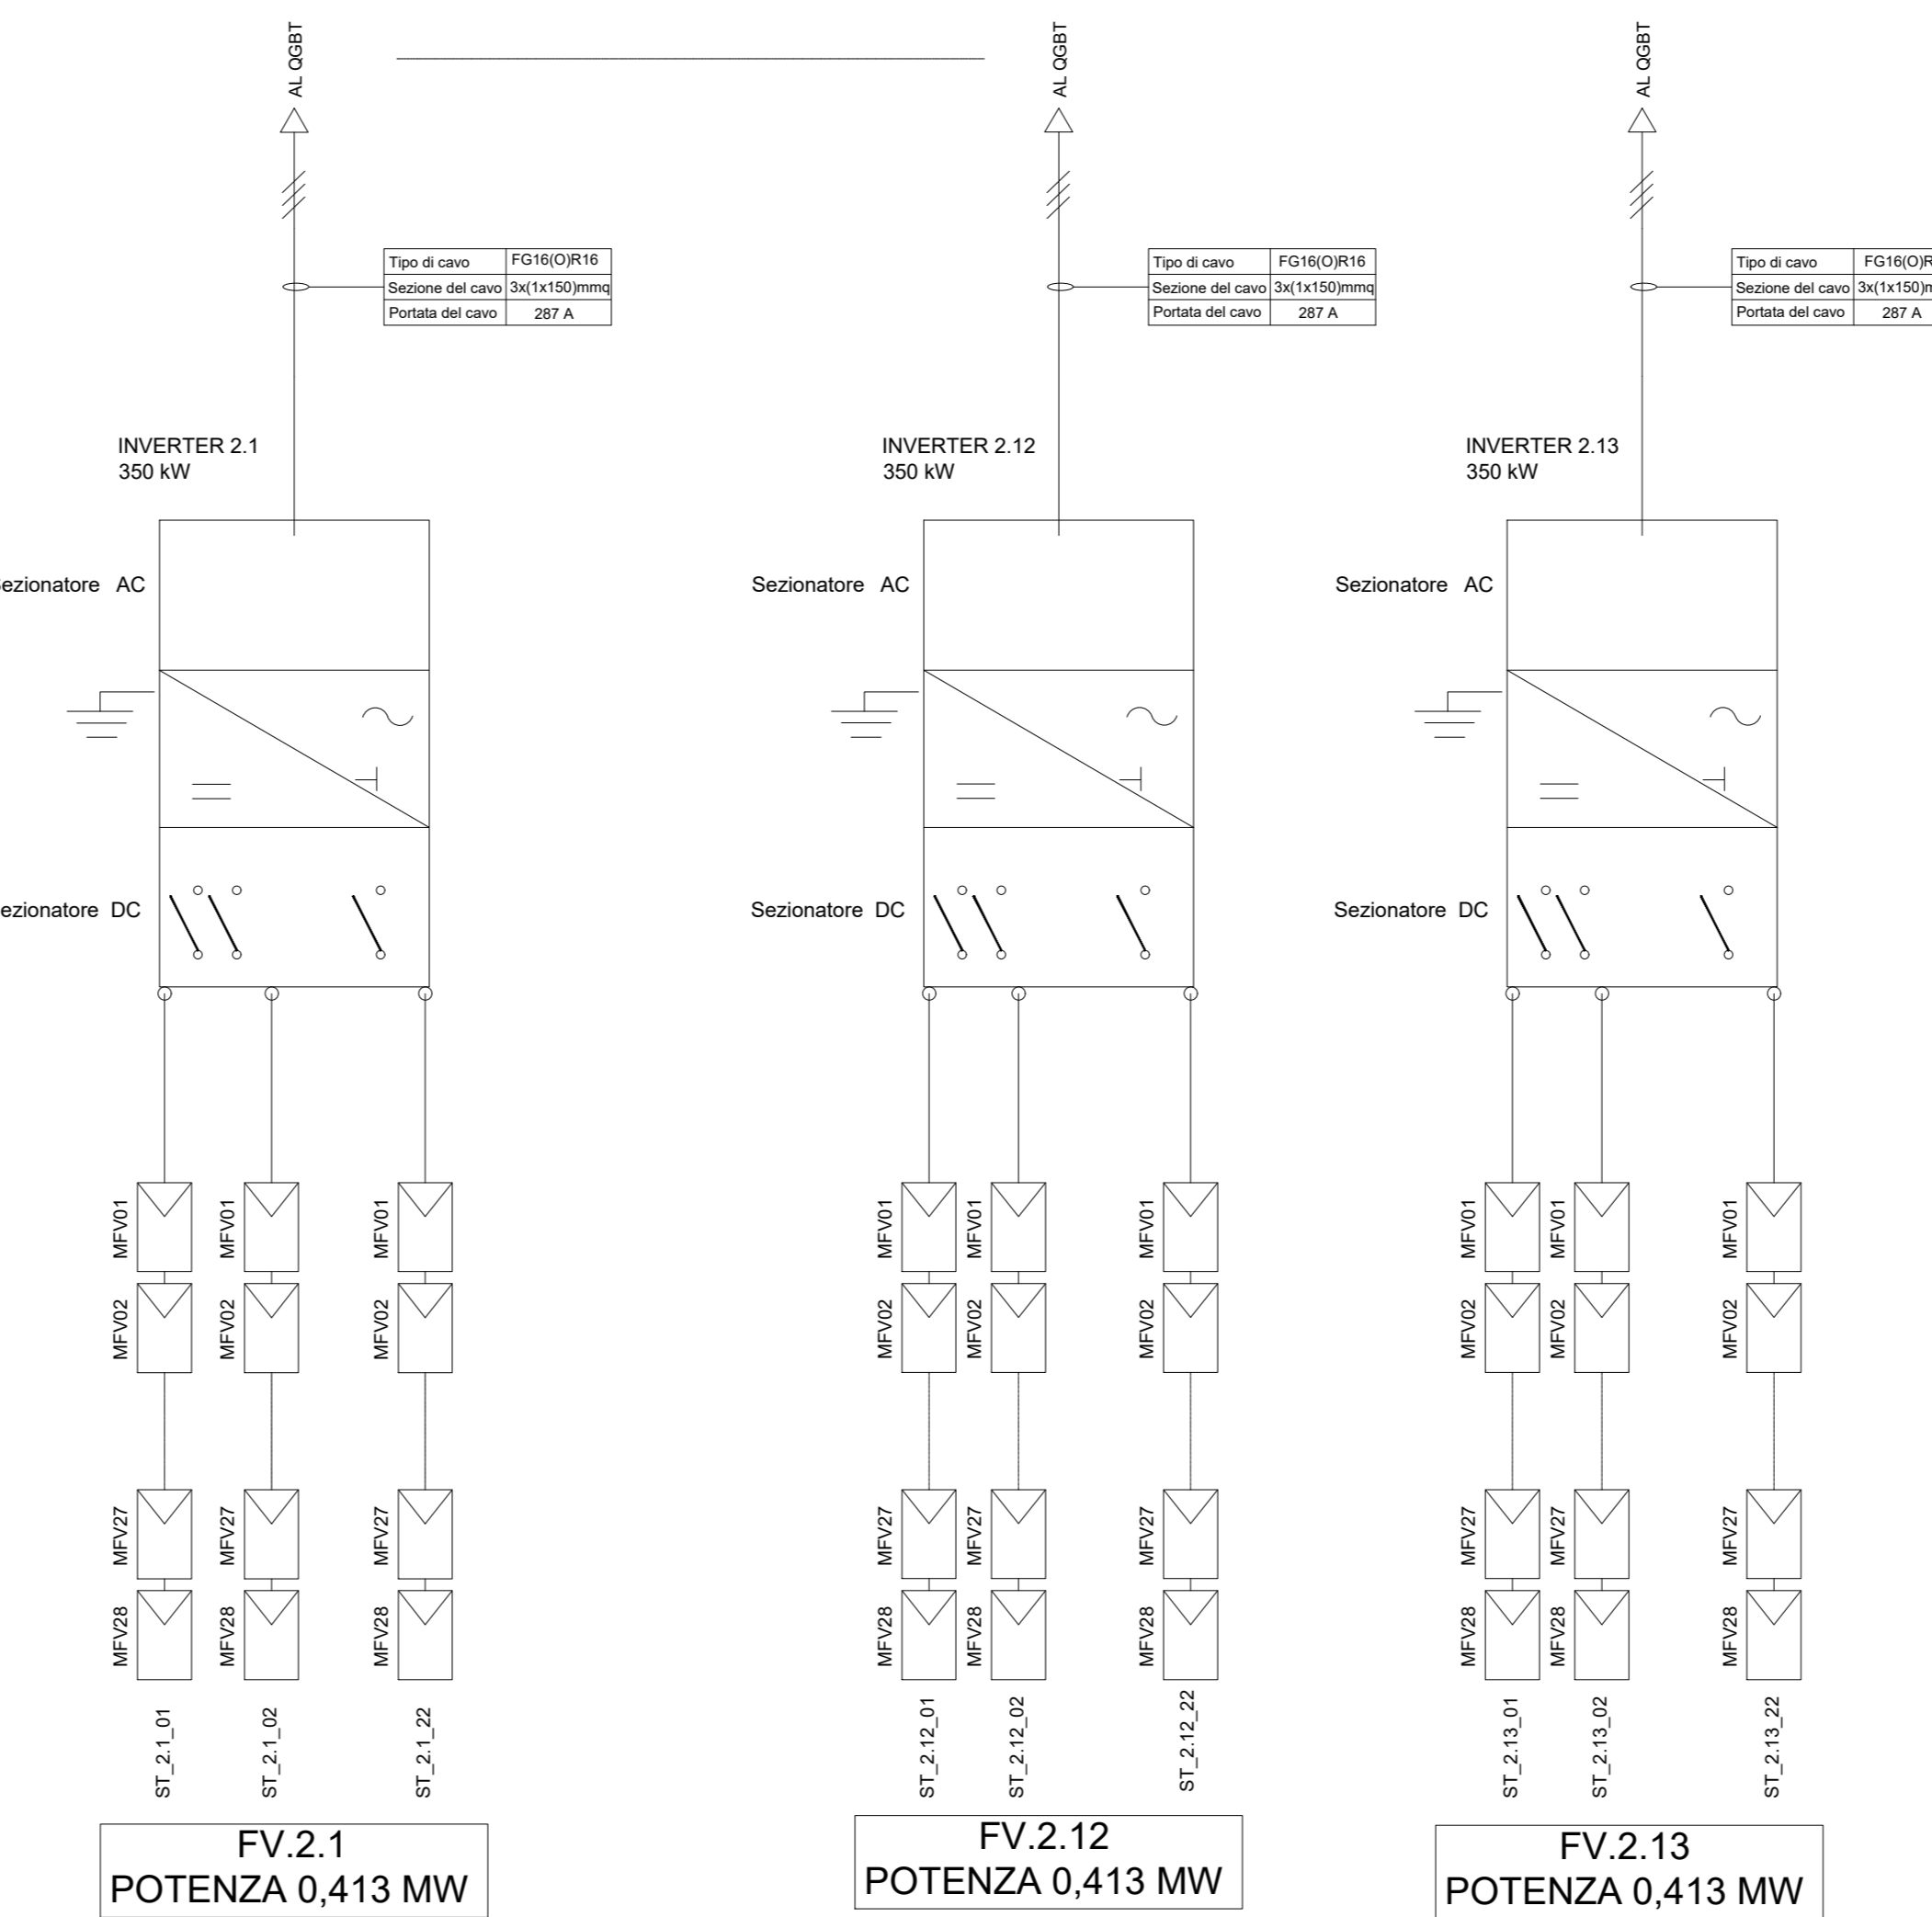 AL QGBT
AL QGBT
AL QGBT
Tipo di cavo FG16(O)R16
Sezione del cavo 3x(1x150)mmq
Portata del cavo 287 A
Tipo di cavo FG16(O)R16
Sezione del cavo 3x(1x150)mmq
Portata del cavo 287 A
Tipo di cavo FG16(O)R
Sezione del cavo 3x(1x150)m
Portata del cavo 287 A
INVERTER 2.1
350 kW
INVERTER 2.12
350 kW
INVERTER 2.13
350 kW
ezionatore AC
Sezionatore AC
Sezionatore AC
ezionatore DC
Sezionatore DC
Sezionatore DC
MFV01 MFV01 MFV01
MFV01 MFV01 MFV01
MFV01 MFV01 MFV01
MFV02 MFV02 MFV02
MFV02 MFV02 MFV02
MFV02 MFV02 MFV02
MFV27 MFV27 MFV27
MFV27 MFV27 MFV27
MFV27 MFV27 MFV27
MFV28 MFV28 MFV28
MFV28 MFV28 MFV28
MFV28 MFV28 MFV28
ST_2.1_01 ST_2.1_02 ST_2.1_22
ST_2.12_01 ST_2.12_02 ST_2.12_22
ST_2.13_01 ST_2.13_02 ST_2.13_22
FV.2.1
POTENZA 0,413 MW
FV.2.12
POTENZA 0,413 MW
FV.2.13
POTENZA 0,413 MW